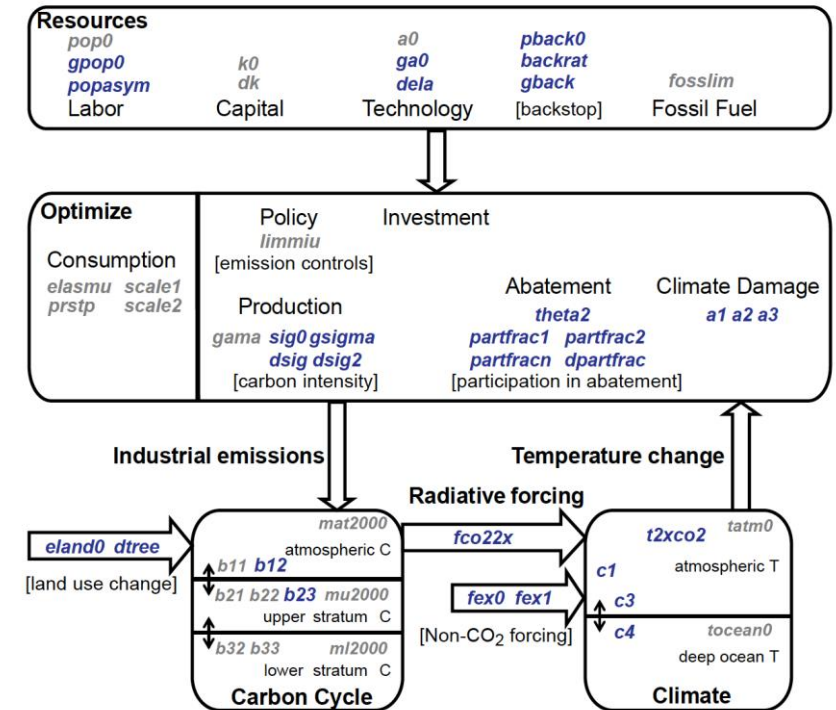 Resources
pop0
gpop0
popasym
Labor
k0
dk
Capital
a0
ga0
dela
Technology
pback0
backrat
gback
[backstop]
fosslim
Fossil Fuel
Optimize
Consumption
elasmu scale1
prstp scale2
Policy
limmiu
[emission controls]
Investment
Production
gama sig0 gsigma
dsig dsig2
[carbon intensity]
Abatement
theta2
partfrac1 partfrac2
partfracn dpartfrac
[participation in abatement]
Climate Damage
a1 a2 a3
Industrial emissions
Temperature change
Radiative forcing
eland0 dtree
[land use change]
mat2000
atmospheric C
b11 b12
b21 b22 b23 mu2000
upper stratum C
b32 b33 ml2000
lower stratum C
Carbon Cycle
fco22x
fex0 fex1
[Non-CO2 forcing]
t2xco2 tatm0
c1
atmospheric T
c3
c4 tocean0
deep ocean T
Climate